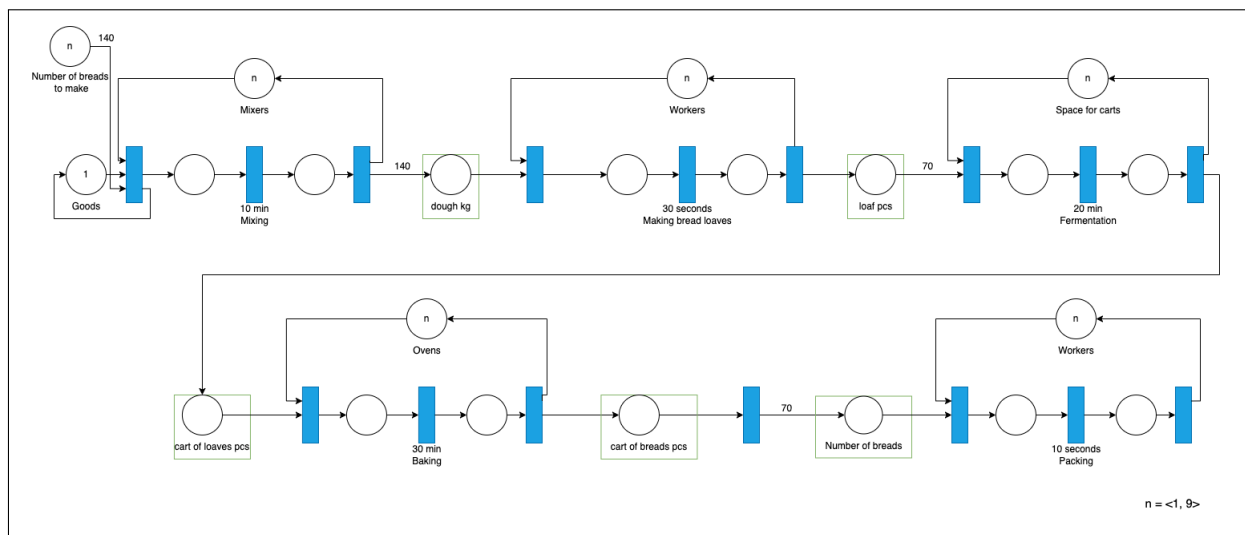 n
140
Number of breads
to make
n
Mixers
n
Workers
n
Space for carts
1
Goods
10 min
Mixing
140
dough kg
30 seconds
Making bread loaves
loaf pcs
70
20 min
Fermentation
n
Ovens
n
Workers
cart of loaves pcs
30 min
Baking
cart of breads pcs
70
Number of breads
10 seconds
Packing
n = <1, 9>